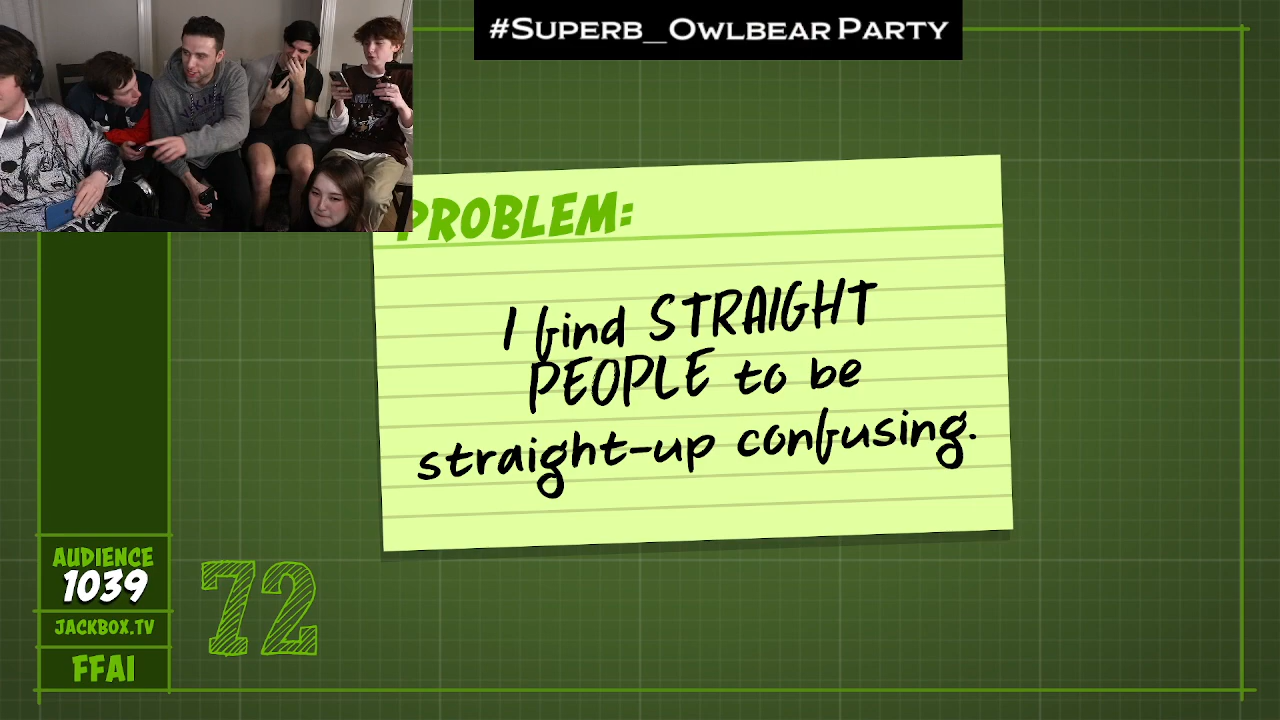 #Superb_Owlbear Party
PROBLEM:
I find STRAIGHT
PEOPLE to be
straight-up confusing.
AUDIENCE
1039
JACKBOX.TV
FFAI
72